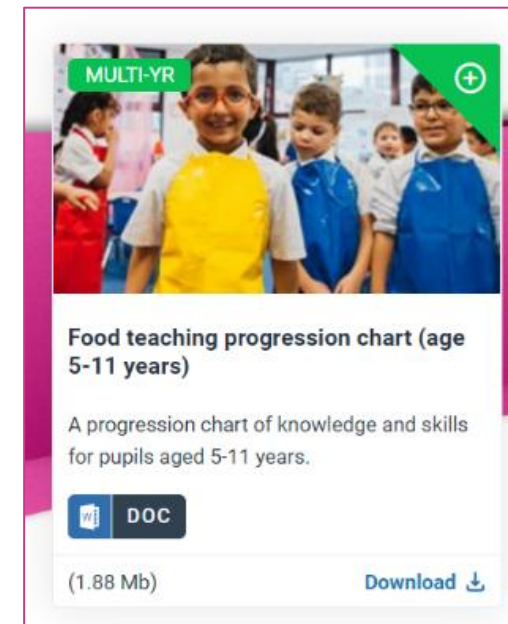 MULTI-YR
Food teaching progression chart (age
5-11 years)
A progression chart of knowledge and skills
for pupils aged 5-11 years.
DOC
(1.88 Mb)
Download